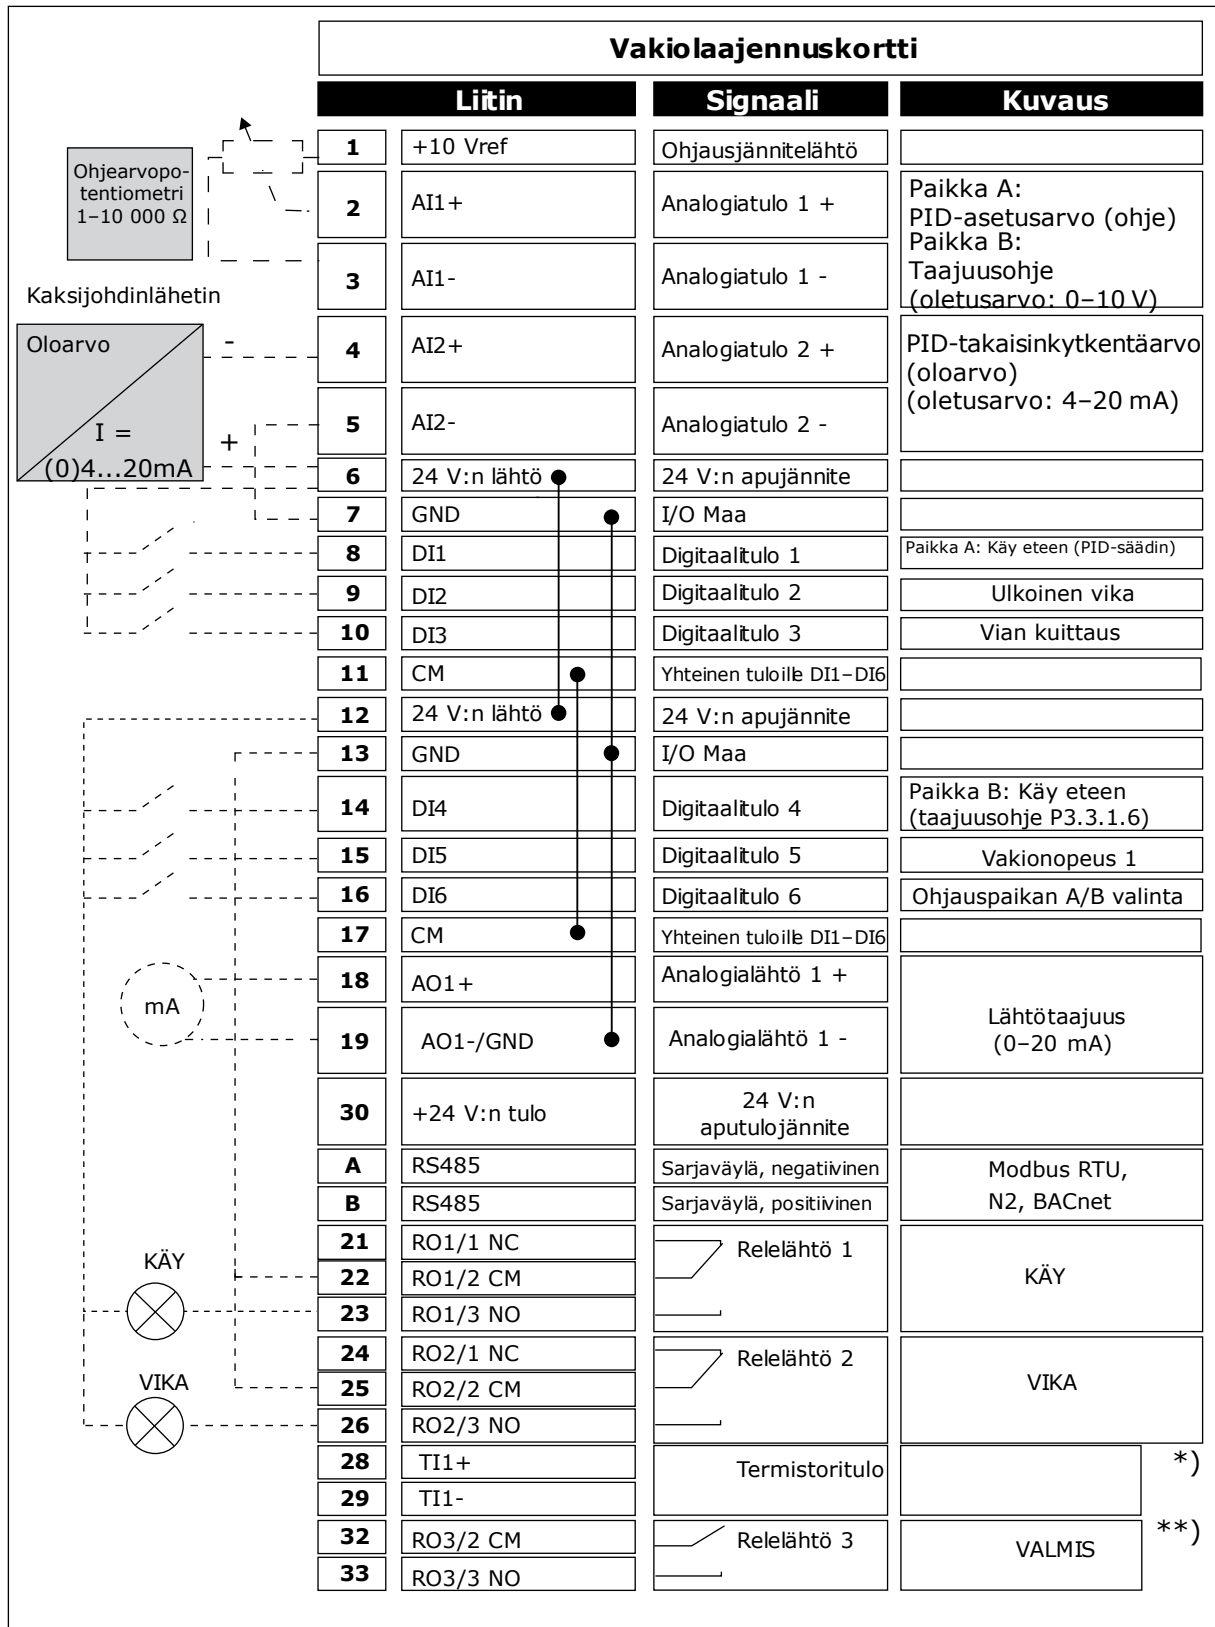 Vakiolaajennuskortti
Liitin Signaali Kuvaus
Ohjearvopo-
tentiometri
1–10 000 Ω
Kaksijohdinlähetin
Oloarvo
-
I =
+
(0)4...20mA
1 +10 Vref Ohjausjännitelähtö
2 AI1+ Analogiatulo 1 +
3 AI1- Analogiatulo 1 -
Paikka A:
PID-asetusarvo (ohje)
Paikka B:
Taajuusohje
(oletusarvo: 0–10 V)
4 AI2+ Analogiatulo 2 +
5 AI2- Analogiatulo 2 -
PID-takaisinkytkentäarvo
(oloarvo)
(oletusarvo: 4–20 mA)
6 24 V:n lähtö 24 V:n apujännite
7 GND I/O Maa
8 DI1 Digitaalitulo 1 Paikka A: Käy eteen (PID-säädin)
9 DI2 Digitaalitulo 2 Ulkoinen vika
10 DI3 Digitaalitulo 3 Vian kuittaus
11 CM Yhteinen tuloille DI1–DI6
12 24 V:n lähtö 24 V:n apujännite
13 GND I/O Maa
14 DI4 Digitaalitulo 4
Paikka B: Käy eteen
(taajuusohje P3.3.1.6)
15 DI5 Digitaalitulo 5 Vakionopeus 1
16 DI6 Digitaalitulo 6 Ohjauspaikan A/B valinta
17 CM Yhteinen tuloille DI1–DI6
mA
18 AO1+ Analogialähtö 1 +
19 AO1-/GND Analogialähtö 1 -
Lähtötaajuus
(0–20 mA)
30 +24 V:n tulo
24 V:n
aputulojännite
A RS485 Sarjaväylä, negatiivinen
B RS485 Sarjaväylä, positiivinen
Modbus RTU,
N2, BACnet
21 RO1/1 NC Relelähtö 1
KÄY
22 RO1/2 CM KÄY
23 RO1/3 NO
24 RO2/1 NC Relelähtö 2
VIKA
25 RO2/2 CM VIKA
26 RO2/3 NO
28 TI1+ Termistoritulo *)
29 TI1-
32 RO3/2 CM Relelähtö 3 VALMIS **)
33 RO3/3 NO